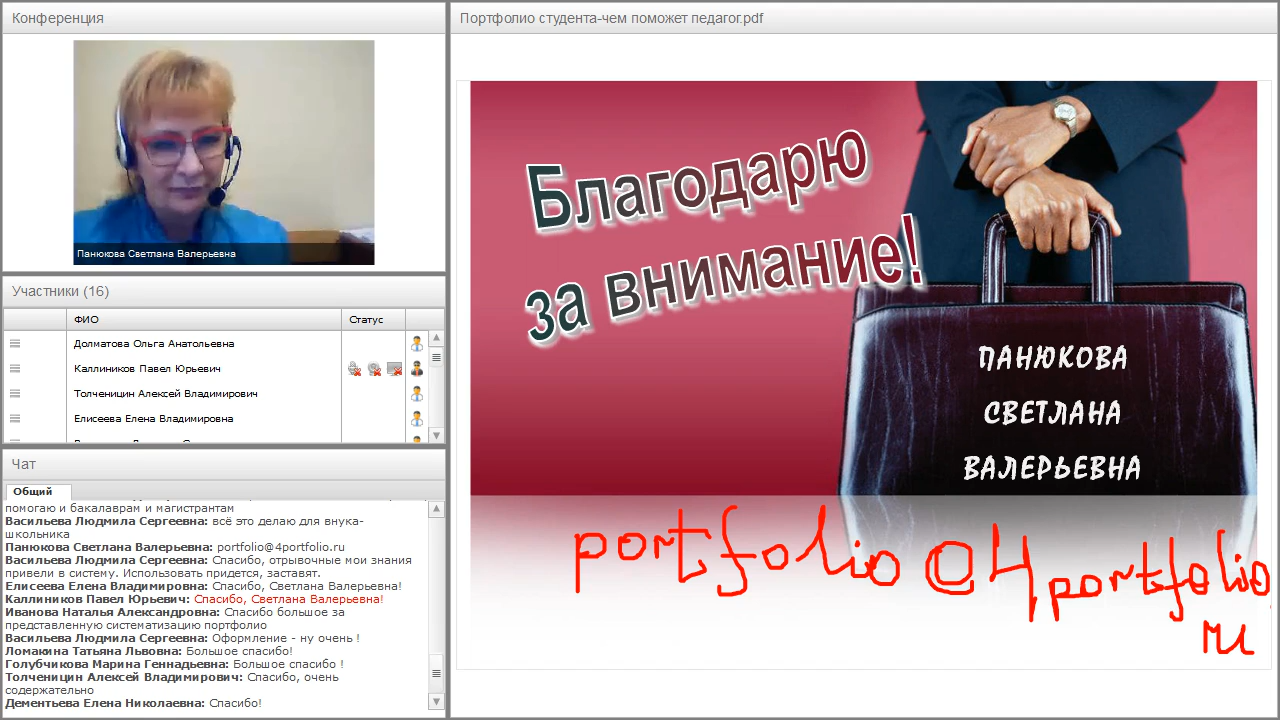 Конференция
Панюкова Светлана Валерьевна
Участники (16)
ФИО Статус
Долматова Ольга Анатольевна
Каллиников Павел Юрьевич
Толченицин Алексей Владимирович
Елисеева Елена Владимировна
Чат
Общий
помогаю и бакалаврам и магистрантам
Васильева Людмила Сергеевна: всё это делаю для внука-
школьника
Панюкова Светлана Валерьевна: portfolio@4portfolio.ru
Васильева Людмила Сергеевна: Спасибо, отрывочные мои знания
привели в систему. Использовать придется, заставят.
Елисеева Елена Владимировна: Спасибо, Светлана Валерьевна!
Каллиников Павел Юрьевич: Спасибо, Светлана Валерьевна!
Иванова Наталья Александровна: Спасибо большое за
представленную систематизацию портфолио
Васильева Людмила Сергеевна: Оформление - ну очень !
Ломакина Татьяна Львовна: Большое спасибо!
Голубчикова Марина Геннадьевна: Большое спасибо !
Толченицин Алексей Владимирович: Спасибо, очень
содержательно
Дементьева Елена Николаевна: Спасибо!
Портфолио студента-чем поможет педагог.pdf
Благодарю
за внимание!
ПАНЮКОВА
СВЕТЛАНА
ВАЛЕРЬЕВНА
portfolio@4portfolio
ru